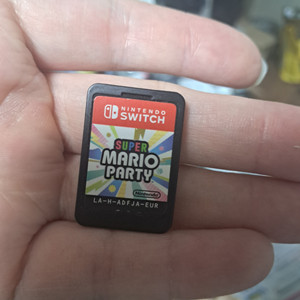 NINTENDO
SWITCH
SUPER
MARIO
PARTY
Nintendo
LA-H-ADFJA-EUR